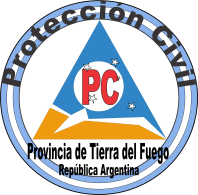 Protección Civil
PC
Provincia de Tierra del Fuego
República Argentina